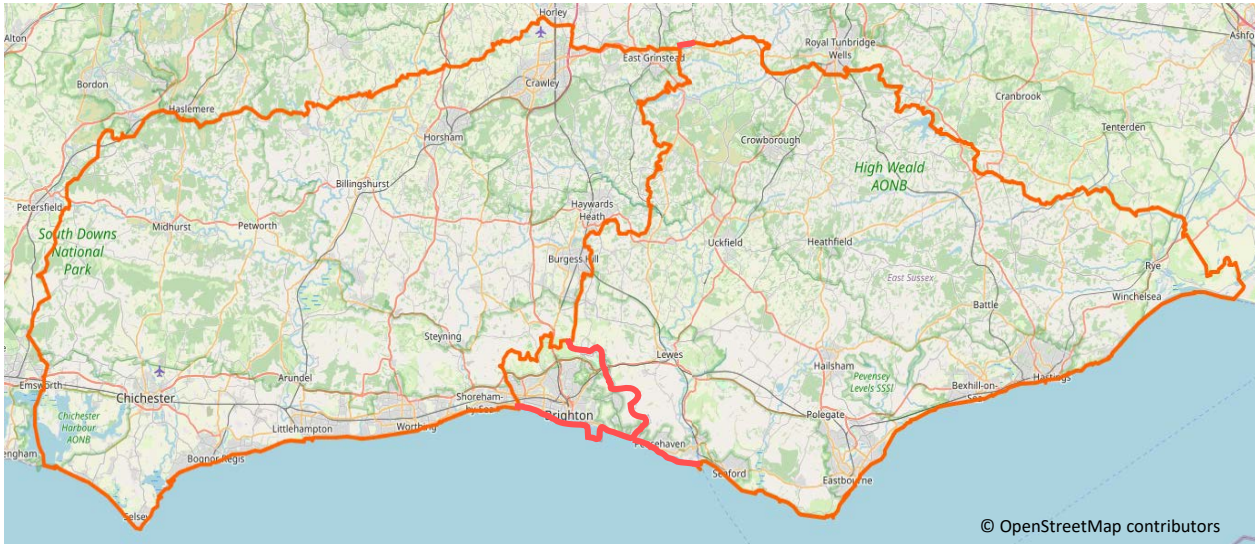 Horley
Alton
Ashfo
Royal Tunbridge
Wells
East Grinstead
Bordon
Crawley
Cranbrook
Haslemere
Tenterden
Horsham
Crowborough
High Weald
AONB
Billingshurst
Petersfield
Haywards
Heath
South Downs
National
Park
Midhurst
Petworth
Uckfield
Heathfield
Burgess Hill
East Sussex
Rye
Battle
Winchelsea
Steyning
Lewes
Hailsham
Pevensey
Levels SSSI
Emsworth
Arundel
Hastings
Bexhill-on-
Chichester
Shoreham-
Chichester
Harbour
AONB
Brighton
Polegate
Littlehampton
Worthing
Bognor Regis
Seaford
Eastbourne
Selsey
© OpenStreetMap contributors